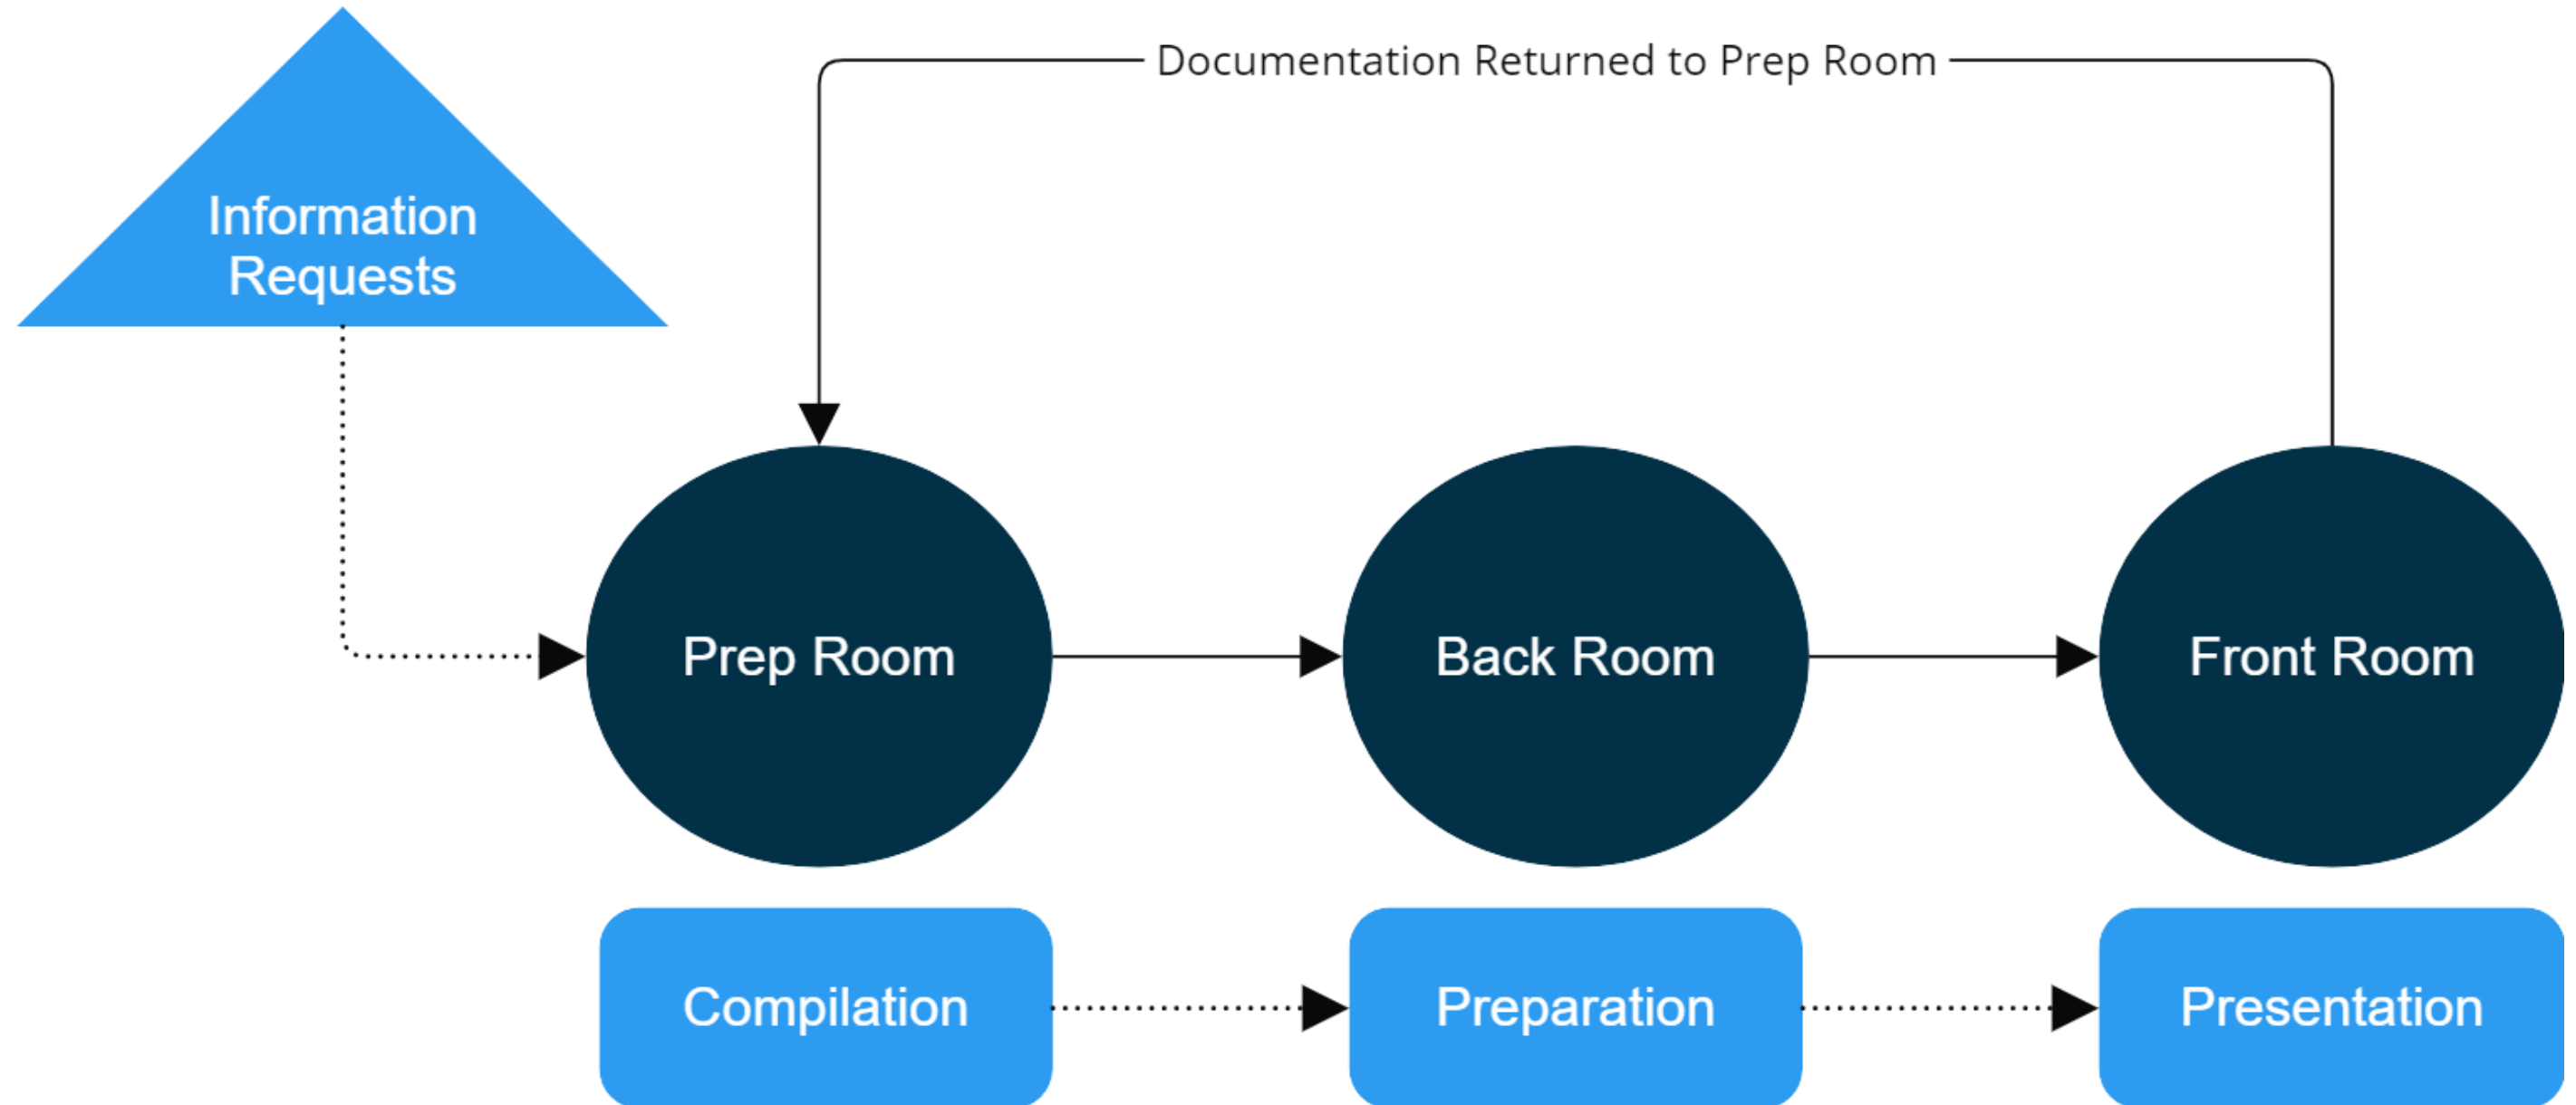 Documentation Returned to Prep Room
Information
Requests
Prep Room
Back Room
Front Room
Compilation
Preparation
Presentation